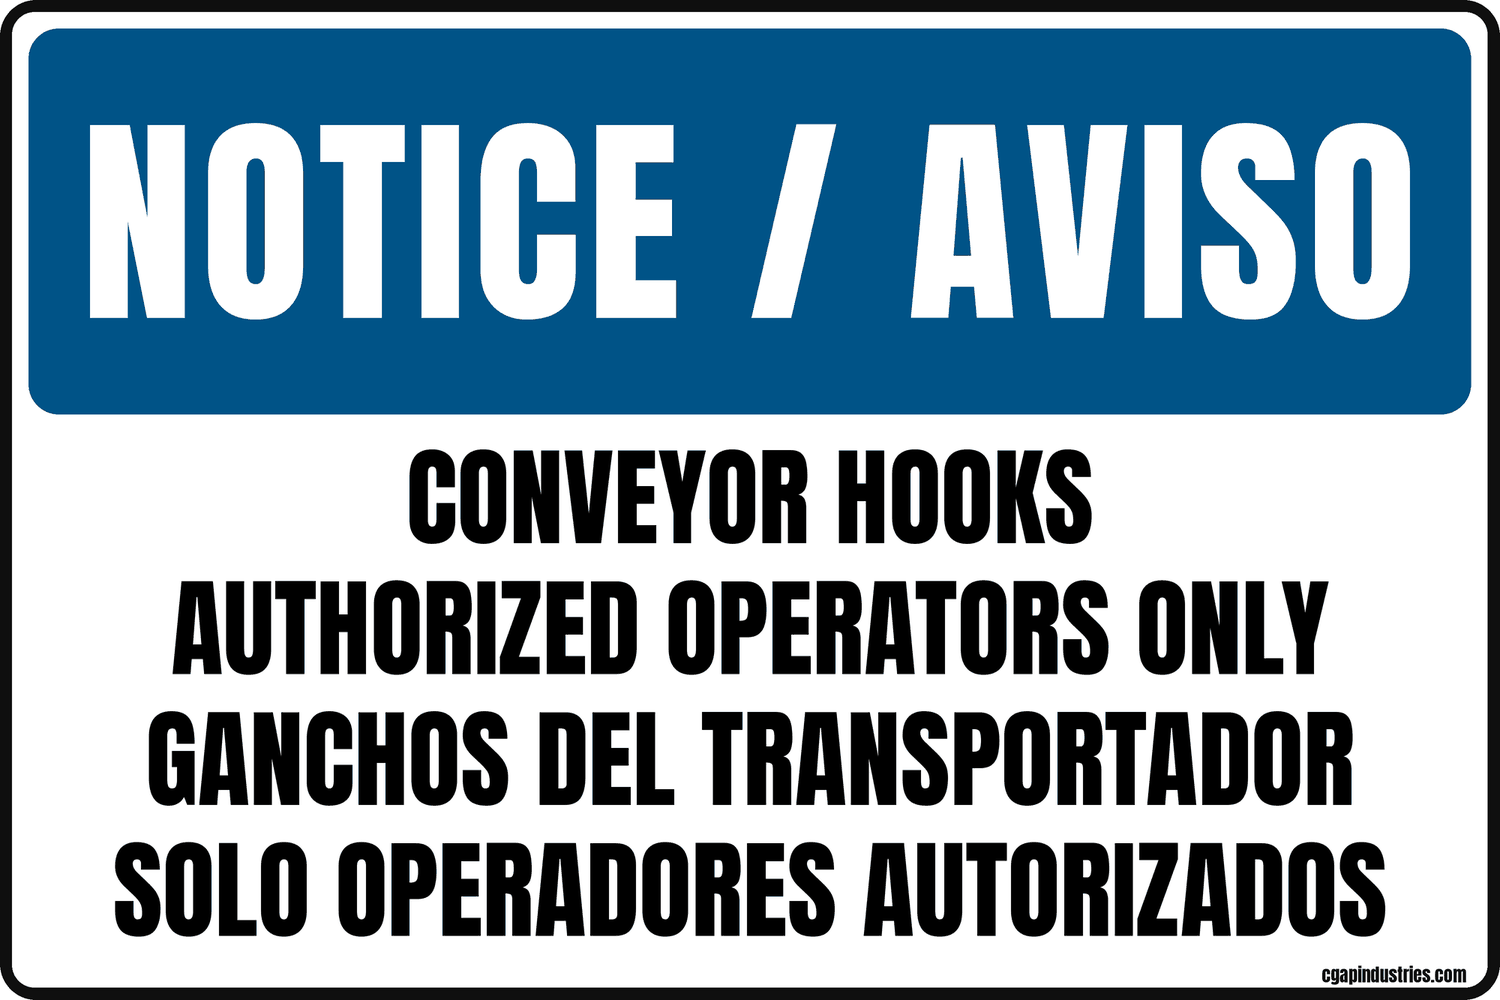 NOTICE / AVISO
CONVEYOR HOOKS
AUTHORIZED OPERATORS ONLY
GANCHOS DEL TRANSPORTADOR
SOLO OPERADORES AUTORIZADOS
cgapindustries.com